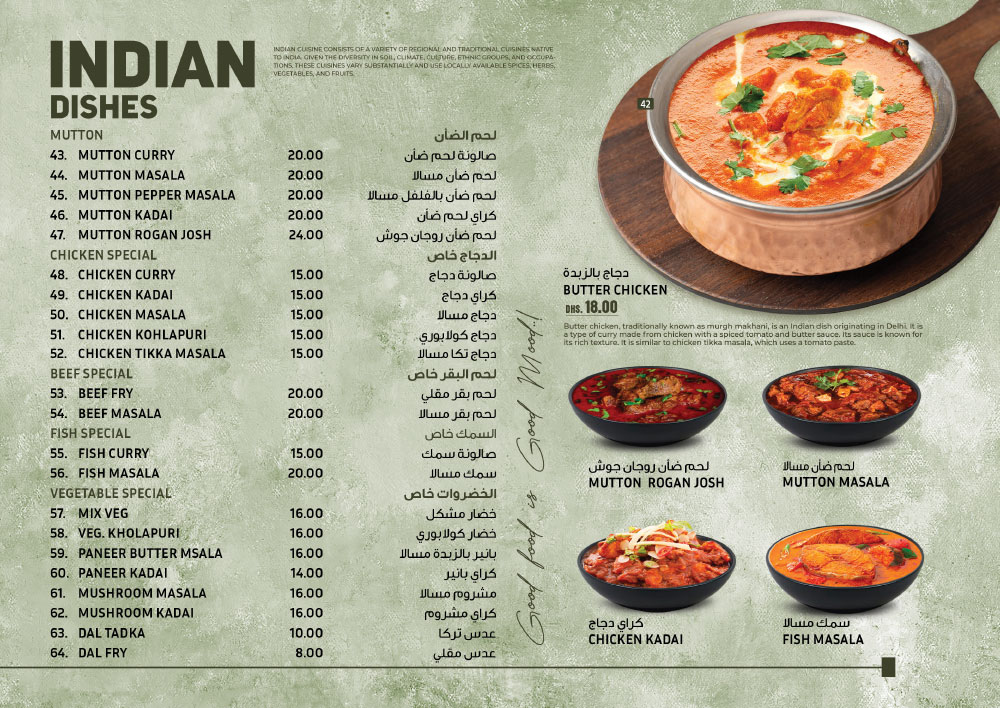 INDIAN
DISHES
INDIAN CUISINE CONSISTS OF A VARIETY OF REGIONAL AND TRADITIONAL CUISINES NATIVE
TO INDIA. GIVEN THE DIVERSITY IN SOIL, CLIMATE, CULTURE, ETHNIC GROUPS, AND OCCUPA-
TIONS, THESE CUISINES VARY SUBSTANTIALLY AND USE LOCALLY AVAILABLE SPICES, HERBS,
VEGETABLES, AND FRUITS.
MUTTON لحم الضأن
43. MUTTON CURRY 20.00 صالونة لحم ضأن
44. MUTTON MASALA 20.00 لحم ضأن مسالا
45. MUTTON PEPPER MASALA 20.00 لحم ضأن بالفلفل مسالا
46. MUTTON KADAI 20.00 كراي لحم ضأن
47. MUTTON ROGAN JOSH 24.00 لحم ضأن روجان جوش
CHICKEN SPECIAL الدجاج خاص
48. CHICKEN CURRY 15.00 صالونة دجاج
49. CHICKEN KADAI 15.00 كراي دجاج
50. CHICKEN MASALA 15.00 دجاج مسالا
51. CHICKEN KOHLAPURI 15.00 دجاج كولابوري
52. CHICKEN TIKKA MASALA 15.00 دجاج تكا مسالا
BEEF SPECIAL لحم البقر خاص
53. BEEF FRY 20.00 لحم بقر مقلي
54. BEEF MASALA 20.00 لحم بقر مسالا
FISH SPECIAL السمك خاص
55. FISH CURRY 15.00 صالونة سمك
56. FISH MASALA 20.00 سمك مسالا
VEGETABLE SPECIAL الخضروات خاص
57. MIX VEG 16.00 خضار مشكل
58. VEG. KHOLAPURI 16.00 خضار كولابوري
59. PANEER BUTTER MSALA 16.00 بانير بالزبدة مسالا
60. PANEER KADAI 14.00 كراي بانير
61. MUSHROOM MASALA 16.00 مشروم مسالا
62. MUSHROOM KADAI 16.00 كراي مشروم
63. DAL TADKA 10.00 عدس تركا
64. DAL FRY 8.00 عدس مقلي
Good food is Good Mood..!!
42
دجاج بالزبدة
BUTTER CHICKEN
DHS. 18.00
Butter chicken, traditionally known as murgh makhani, is an Indian dish originating in Delhi. It is
a type of curry made from chicken with a spiced tomato and butter sauce. Its sauce is known for
its rich texture. It is similar to chicken tikka masala, which uses a tomato paste.
لحم ضأن روجان جوش
MUTTON ROGAN JOSH
لحم ضأن مسالا
MUTTON MASALA
كراي دجاج
CHICKEN KADAI
سمك مسالا
FISH MASALA